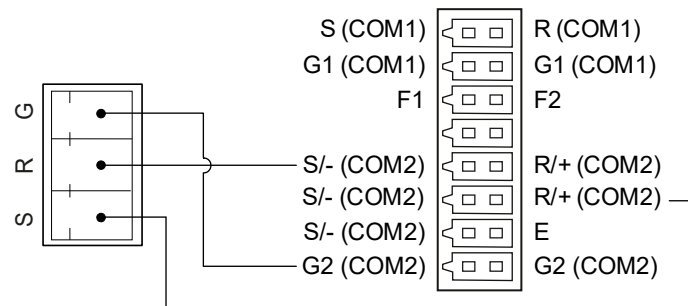 S (COM1) R (COM1)
G1 (COM1) G1 (COM1)
F1 F2
S/- (COM2) R/+ (COM2)
S/- (COM2) R/+ (COM2)
S/- (COM2) E
G2 (COM2) G2 (COM2)
G
R
S